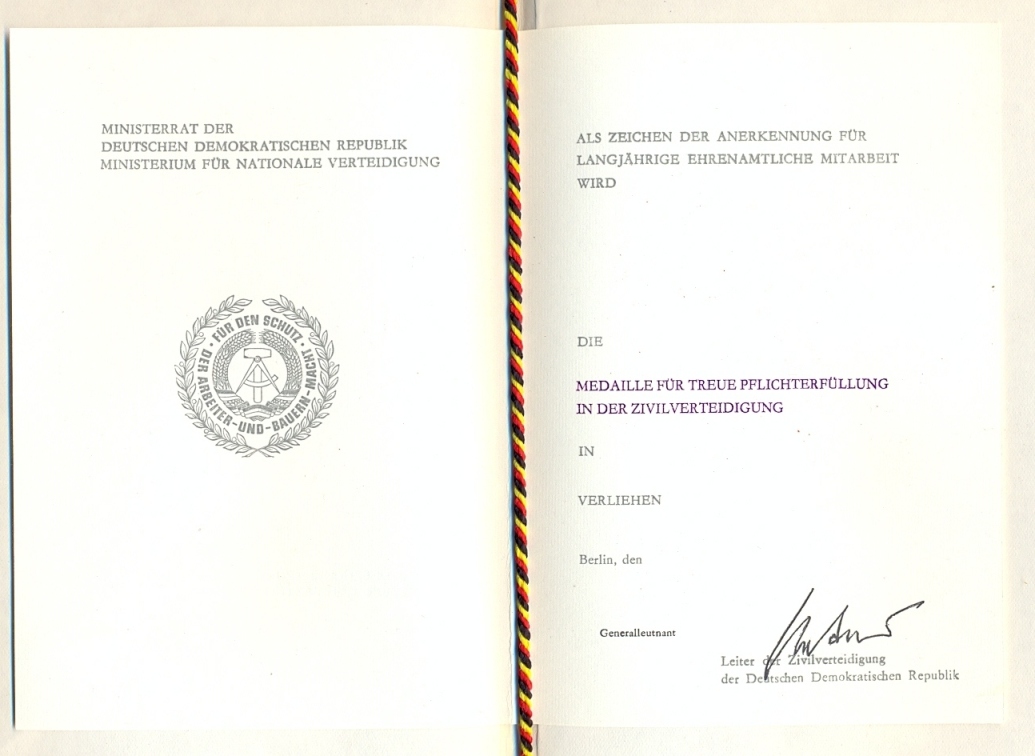 MINISTERRAT DER
DEUTSCHEN DEMOKRATISCHEN REPUBLIK
MINISTERIUM FÜR NATIONALE VERTEIDIGUNG
· FÜR DEN SCHUTZ · DER ARBEITER-UND-BAUERN-MACHT
ALS ZEICHEN DER ANERKENNUNG FÜR
LANGJÄHRIGE EHRENAMTLICHE MITARBEIT
WIRD
DIE
MEDAILLE FÜR TREUE PFLICHTERFÜLLUNG
IN DER ZIVILVERTEIDIGUNG
IN
VERLIEHEN
Berlin, den
Generalleutnant
Leiter der Zivilverteidigung
der Deutschen Demokratischen Republik